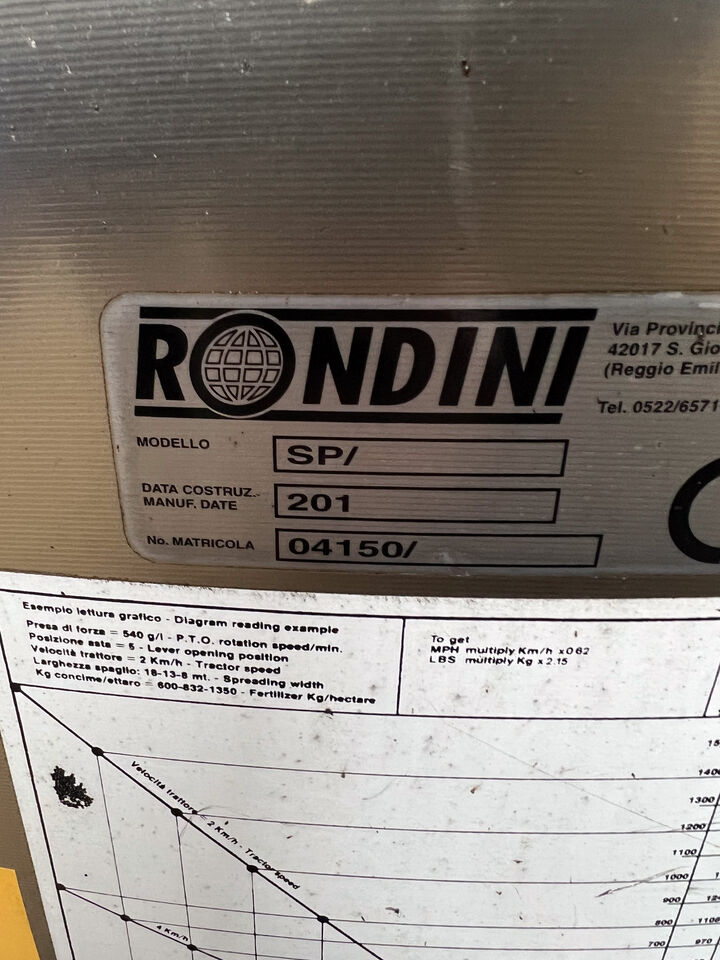 RONDINI
Via Provinci
42017 S. Gio
(Reggio Emil
Tel. 0522/6571
MODELLO
SP/
DATA COSTRUZ.
MANUF. DATE
201
No. MATRICOLA
04150/
Esempio lettura grafico - Diagram reading example
Presa di forza = 540 g/l - P.T.O. rotation speed/min.
Posizione asta = 5 - Lever opening position
Velocità trattore = 2 Km/h - Tractor speed
Larghezza spaglio: 18-13-8 mt. - Spreading width
Kg concime/ettaro = 600-832-1350 - Fertilizer Kg/hectare
To get
MPH multiply Km/h x 0 62
LBS multiply Kg x 2.15
Velocità trattore = 2 Km/h - Tractor speed
4 Km/h
15
1400
1300
1200
1100
1000 1
900 12
800 1100
700 970